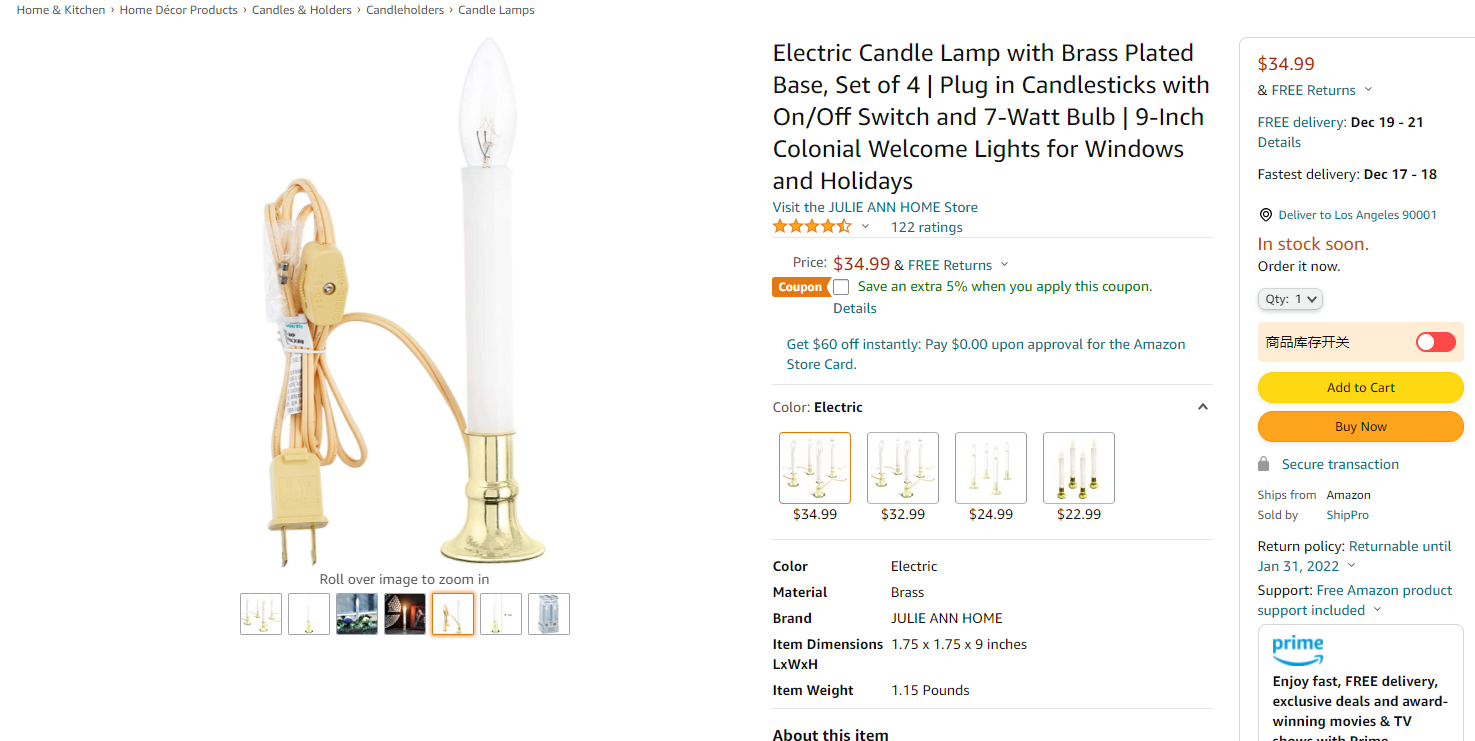 Home & Kitchen › Home Décor Products › Candles & Holders › Candleholders › Candle Lamps
Roll over image to zoom in
Electric Candle Lamp with Brass Plated
Base, Set of 4 | Plug in Candlesticks with
On/Off Switch and 7-Watt Bulb | 9-Inch
Colonial Welcome Lights for Windows
and Holidays
Visit the JULIE ANN HOME Store
122 ratings
Price: $34.99 & FREE Returns
Coupon Save an extra 5% when you apply this coupon.
Details
Get $60 off instantly: Pay $0.00 upon approval for the Amazon
Store Card.
Color: Electric
$34.99 $32.99 $24.99 $22.99
Color Electric
Material Brass
Brand JULIE ANN HOME
Item Dimensions 1.75 x 1.75 x 9 inches
LxWxH
Item Weight 1.15 Pounds
About this item
$34.99
& FREE Returns
FREE delivery: Dec 19 - 21
Details
Fastest delivery: Dec 17 - 18
Deliver to Los Angeles 90001
In stock soon.
Order it now.
Qty: 1
商品库存开关
Add to Cart
Buy Now
Secure transaction
Ships from Amazon
Sold by ShipPro
Return policy: Returnable until
Jan 31, 2022
Support: Free Amazon product
support included
prime
Enjoy fast, FREE delivery,
exclusive deals and award-
winning movies & TV
shows with Prime